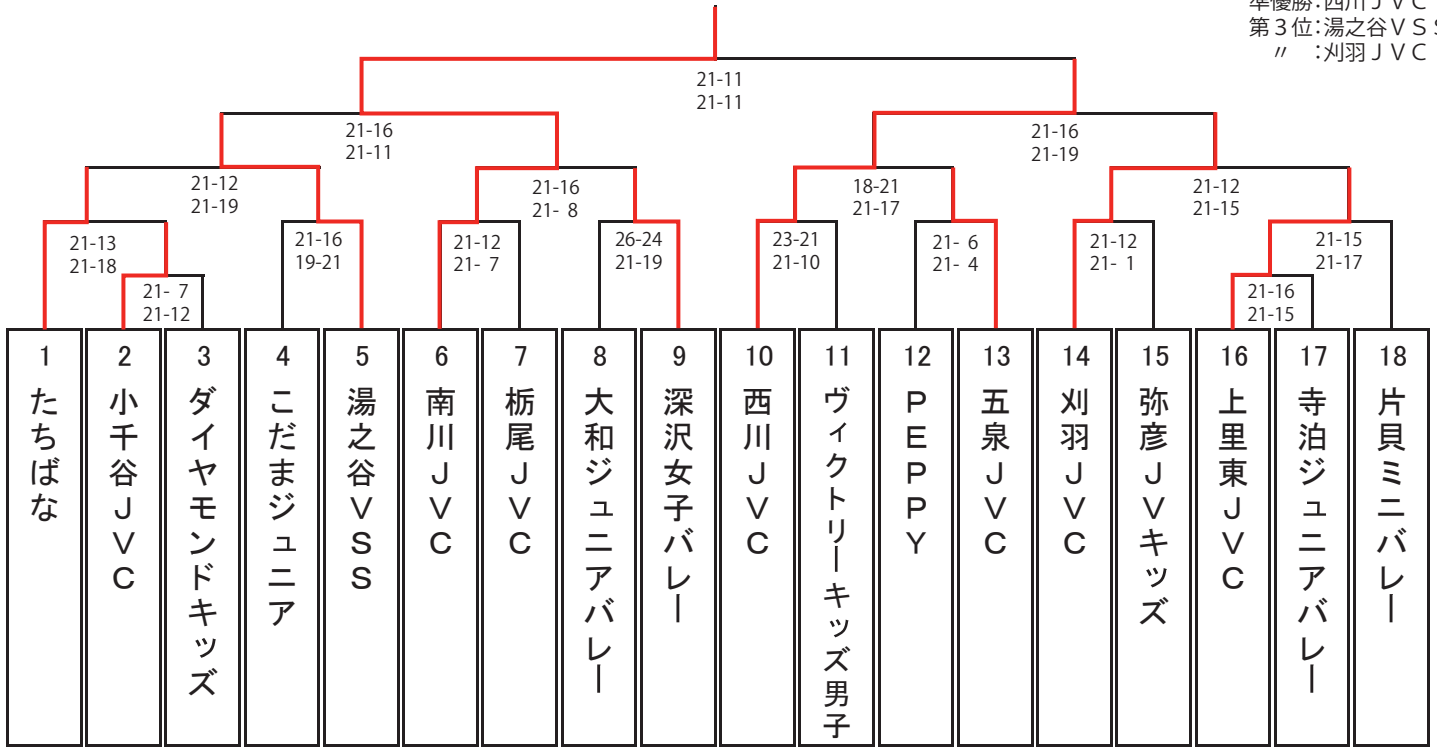 準優勝:西川ＪＶＣ
第３位:湯之谷ＶＳＳ
〃 :刈羽ＪＶＣ
21-11
21-11
21-16
21-11
21-16
21-19
21-12
21-19
21-16
21- 8
18-21
21-17
21-12
21-15
21-13
21-18
21-16
19-21
21-12
21- 7
26-24
21-19
23-21
21-10
21- 6
21- 4
21-12
21- 1
21-15
21-17
21- 7
21-12
21-16
21-15
1 たちばな
2 小千谷ＪＶＣ
3 ダイヤモンドキッズ
4 こだまジュニア
5 湯之谷ＶＳＳ
6 南川ＪＶＣ
7 栃尾ＪＶＣ
8 大和ジュニアバレー
9 深沢女子バレー
10 西川ＪＶＣ
11 ヴィクトリーキッズ男子
12 ＰＥＰＰＹ
13 五泉ＪＶＣ
14 刈羽ＪＶＣ
15 弥彦ＪＶキッズ
16 上里東ＪＶＣ
17 寺泊ジュニアバレー
18 片貝ミニバレー